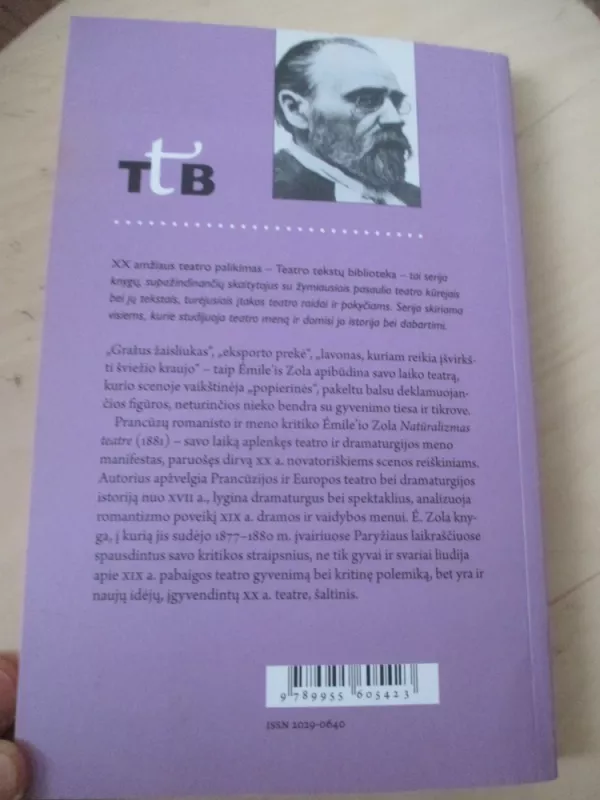 TtB
XX amžiaus teatro palikimas – Teatro tekstų biblioteka – tai serija
knygų, supažindinančių skaitytojus su žymiausiais pasaulio teatro kūrėjais
bei jų tekstais, turėjusiais įtakos teatro raidai ir pokyčiams. Serija skiriama
visiems, kurie studijuoja teatro meną ir domisi jo istorija bei dabartimi.
„Gražus žaisliukas“, „eksporto prekė“, „lavonas, kuriam reikia įšvirkš-
ti šviežio kraujo“ – taip Émile'is Zola apibūdina savo laiko teatrą,
kurio scenoje vaikštinėja „popierinės“, pakeltu balsu deklamuojan-
čios figūros, neturinčios nieko bendra su gyvenimo tiesa ir tikrove.
Prancūzų romanisto ir meno kritiko Émile'io Zola Natūralizmas
teatre (1881) – savo laiką aplenkęs teatro ir dramaturgijos meno
manifestas, paruošęs dirvą XX a. novatoriškiems scenos reiškiniams.
Autorius apžvelgia Prancūzijos ir Europos teatro bei dramaturgijos
istoriją nuo XVII a., lygina dramaturgus bei spektaklius, analizuoja
romantizmo poveikį XIX a. dramos ir vaidybos menui. É. Zola kny-
ga, į kurią jis sudėjo 1877–1880 m. įvairiuose Paryžiaus laikraščiuose
spausdintus savo kritikos straipsnius, ne tik gyvai ir svariai liudija
apie XIX a. pabaigos teatro gyvenimą bei kritinę polemiką, bet yra ir
naujų idėjų, įgyvendintų XX a. teatre, šaltinis.
9 789955 605423
ISSN 2029-0640